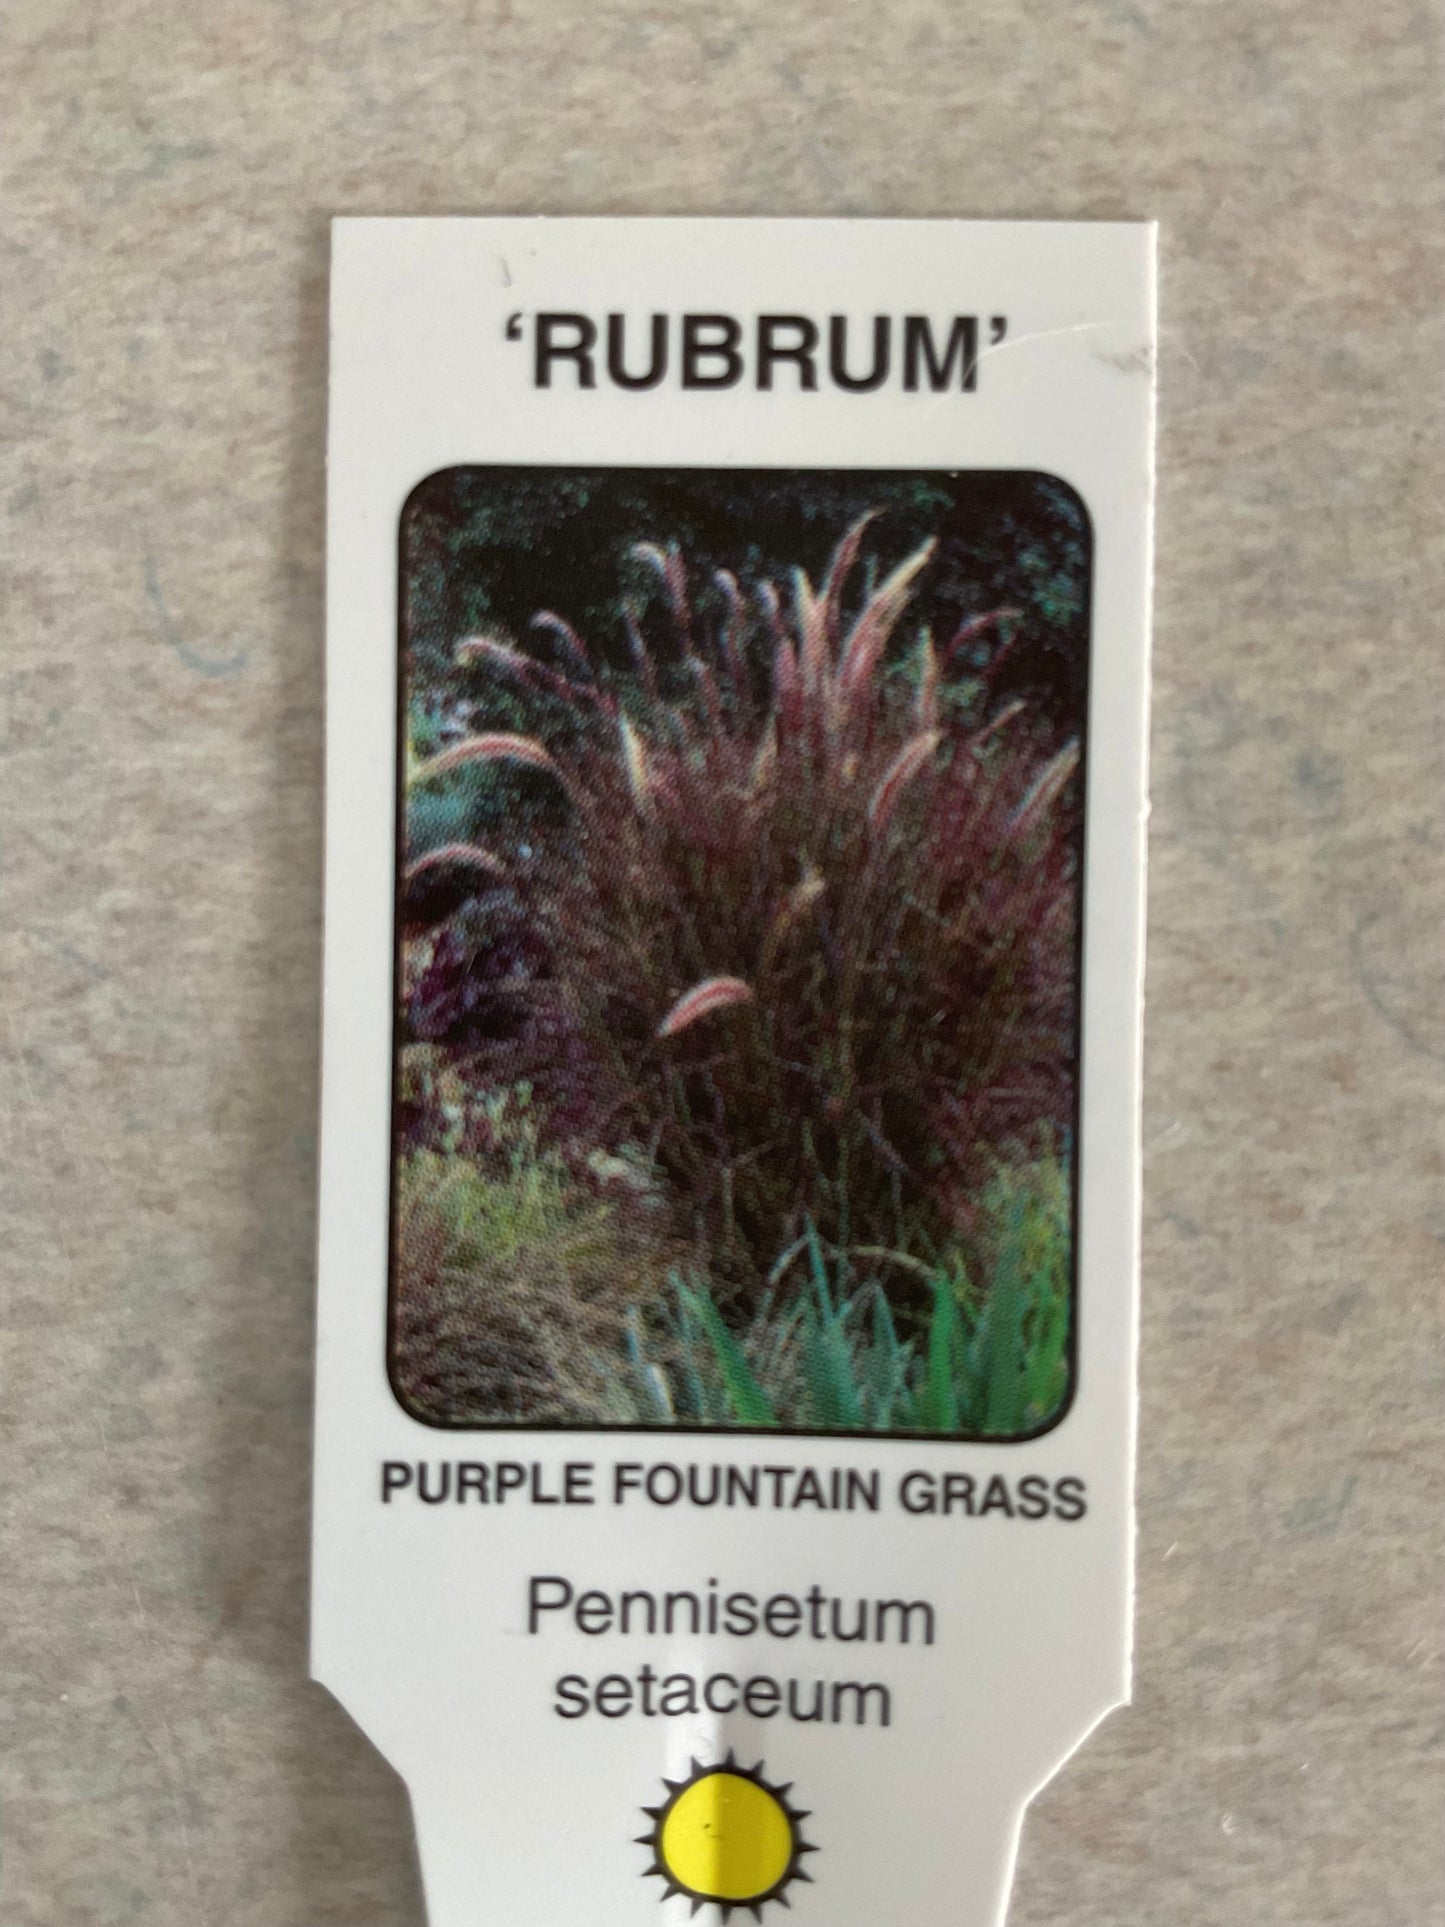 ‘RUBRUM’
PURPLE FOUNTAIN GRASS
Pennisetum
setaceum